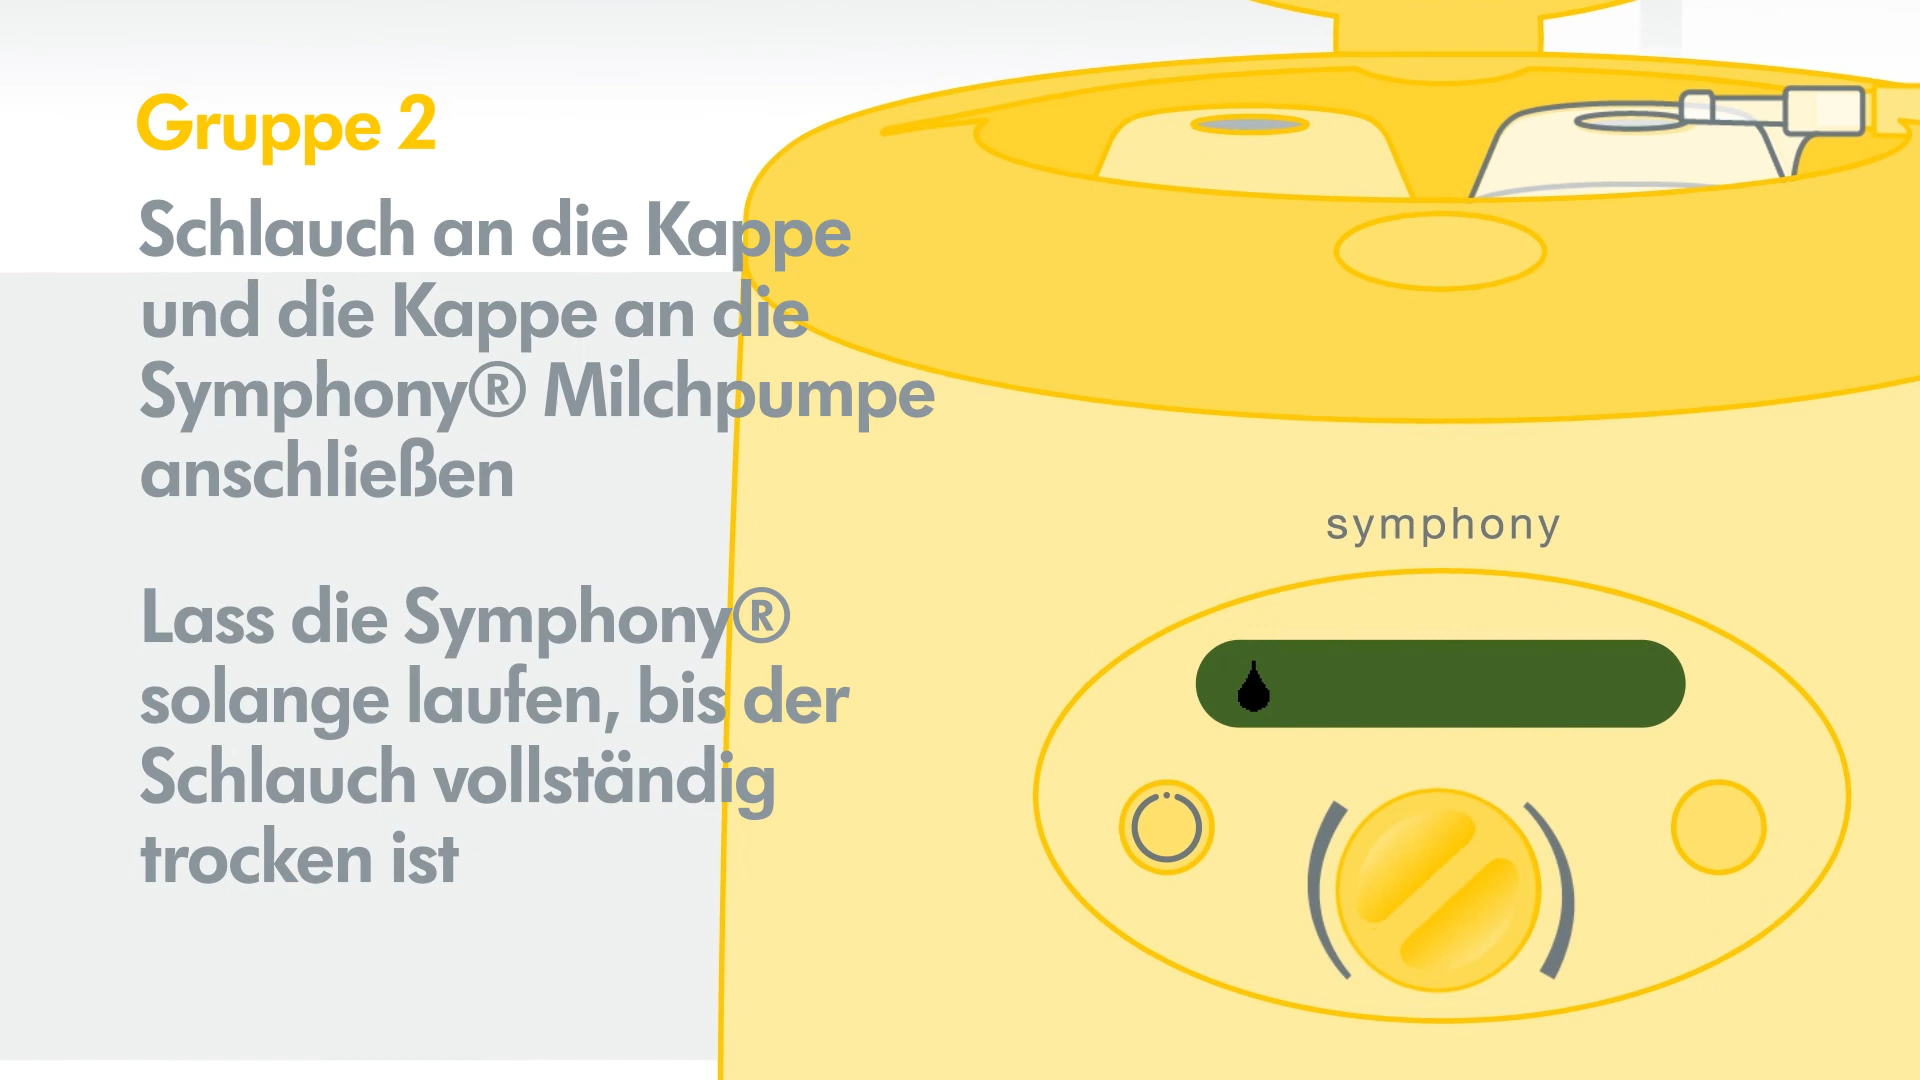 Gruppe 2
Schlauch an die Kappe
und die Kappe an die
Symphony® Milchpumpe
anschließen
Lass die Symphony®
solange laufen, bis der
Schlauch vollständig
trocken ist
symphony